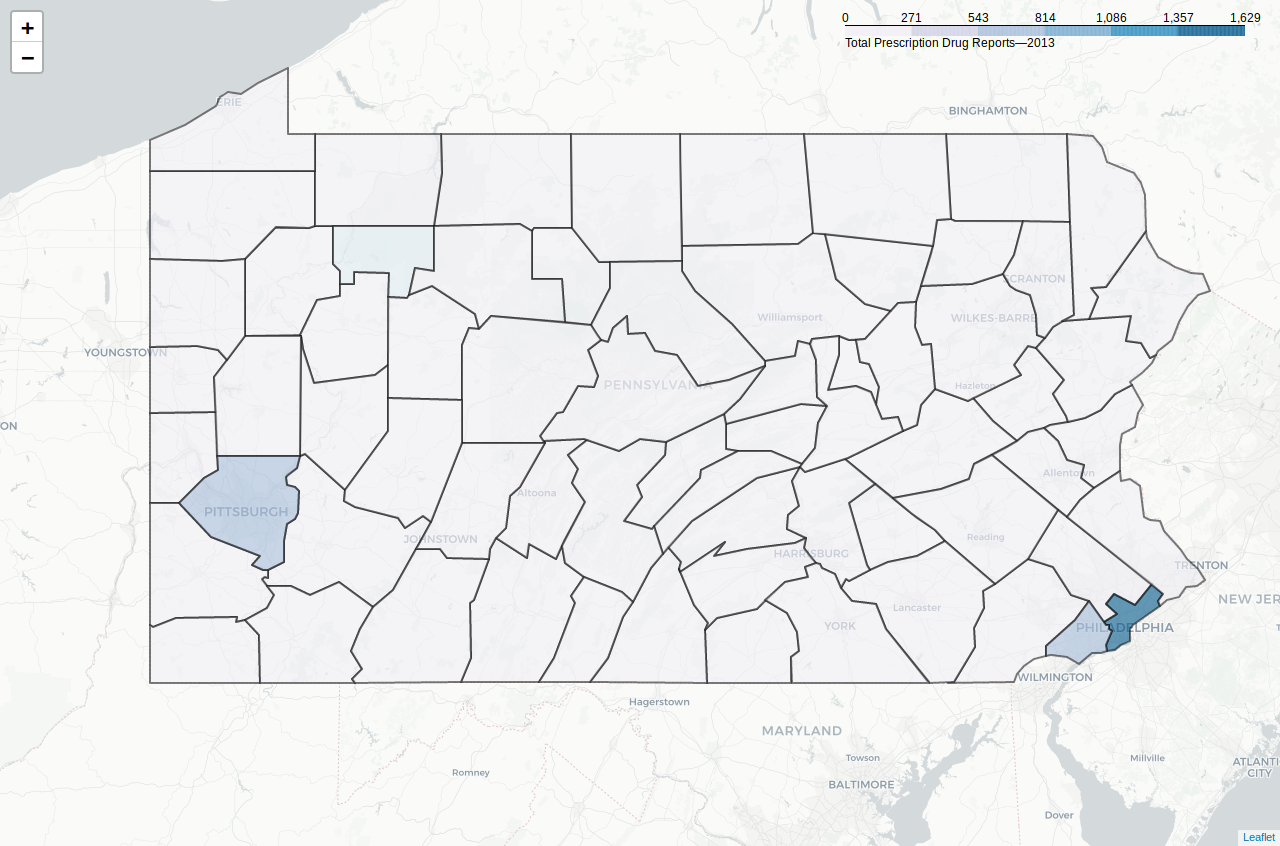 +
−
0 271 543 814 1,086 1,357 1,629
Total Prescription Drug Reports—2013
ERIE
BINGHAMTON
SCRANTON
Williamsport
WILKES-BARRE
YOUNGSTOWN
PENNSYLVANIA
Hazleton
ON
Allentown
Altoona
PITTSBURGH
JOHNSTOWN
Reading
HARRISBURG
TRENTON
NEW JER
Lancaster
YORK
PHILADELPHIA
WILMINGTON
Hagerstown
MARYLAND
Towson
Millville
ATLANTI
CITY
Romney
BALTIMORE
Dover
Leaflet